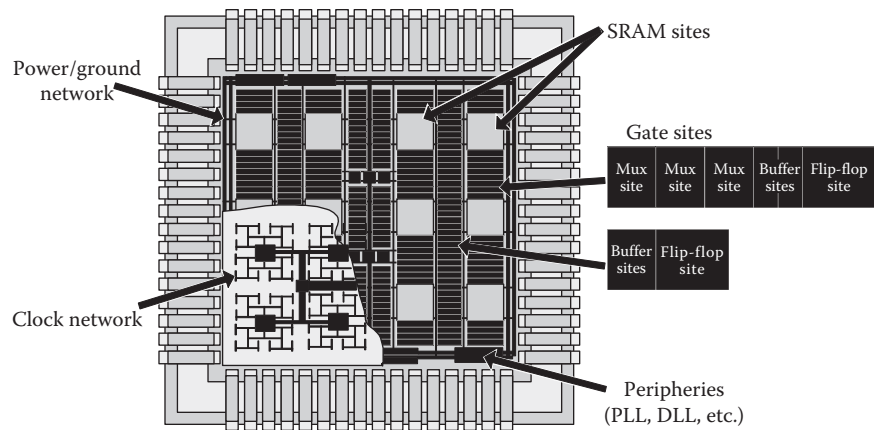 SRAM sites
Power/ground
network
Gate sites
Mux
site
Mux
site
Mux
site
Buffer
sites
Flip-flop
site
Buffer
sites
Flip-flop
site
Clock network
Peripheries
(PLL, DLL, etc.)